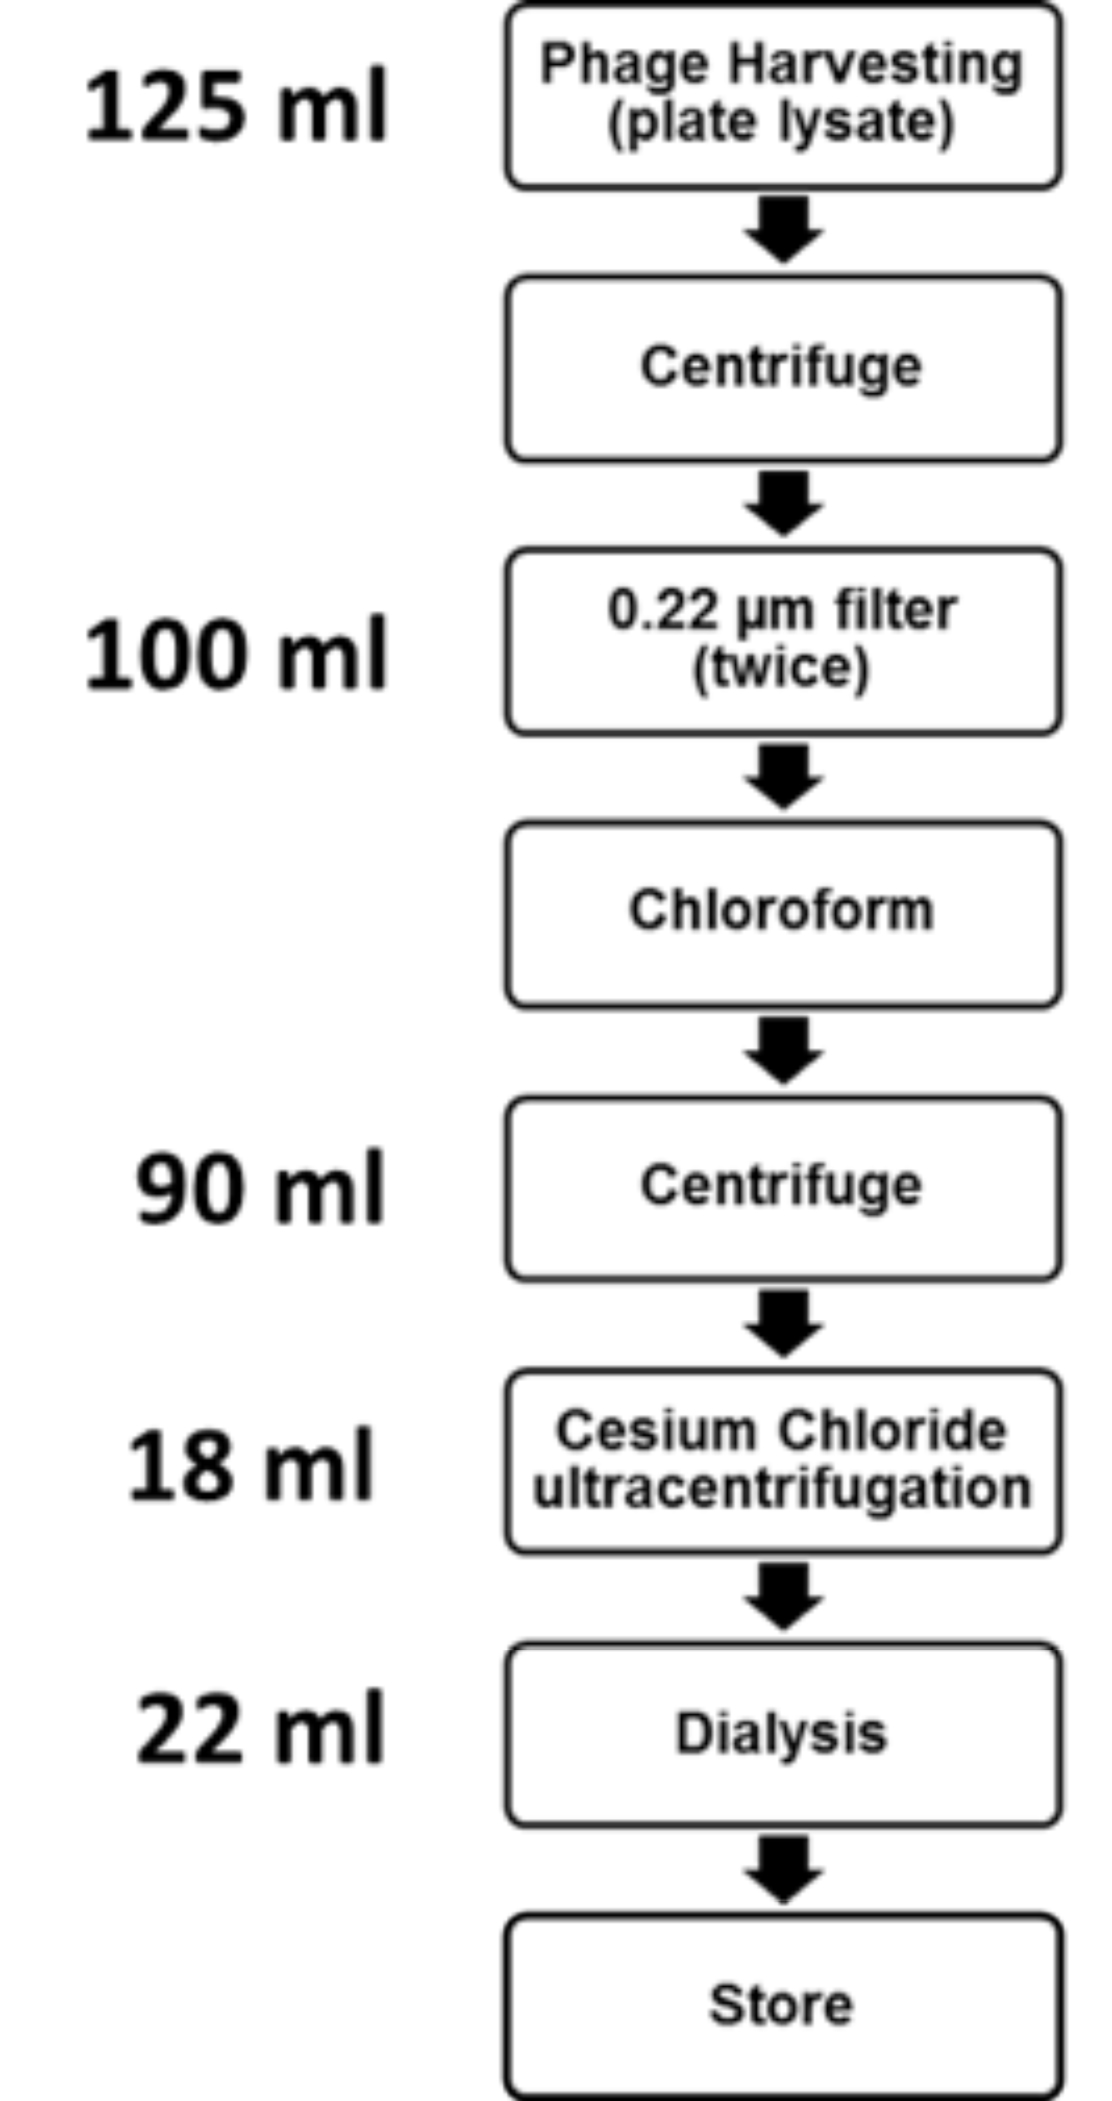 125 ml
Phage Harvesting
(plate lysate)
Centrifuge
100 ml
0.22 µm filter
(twice)
Chloroform
90 ml
Centrifuge
18 ml
Cesium Chloride
ultracentrifugation
22 ml
Dialysis
Store